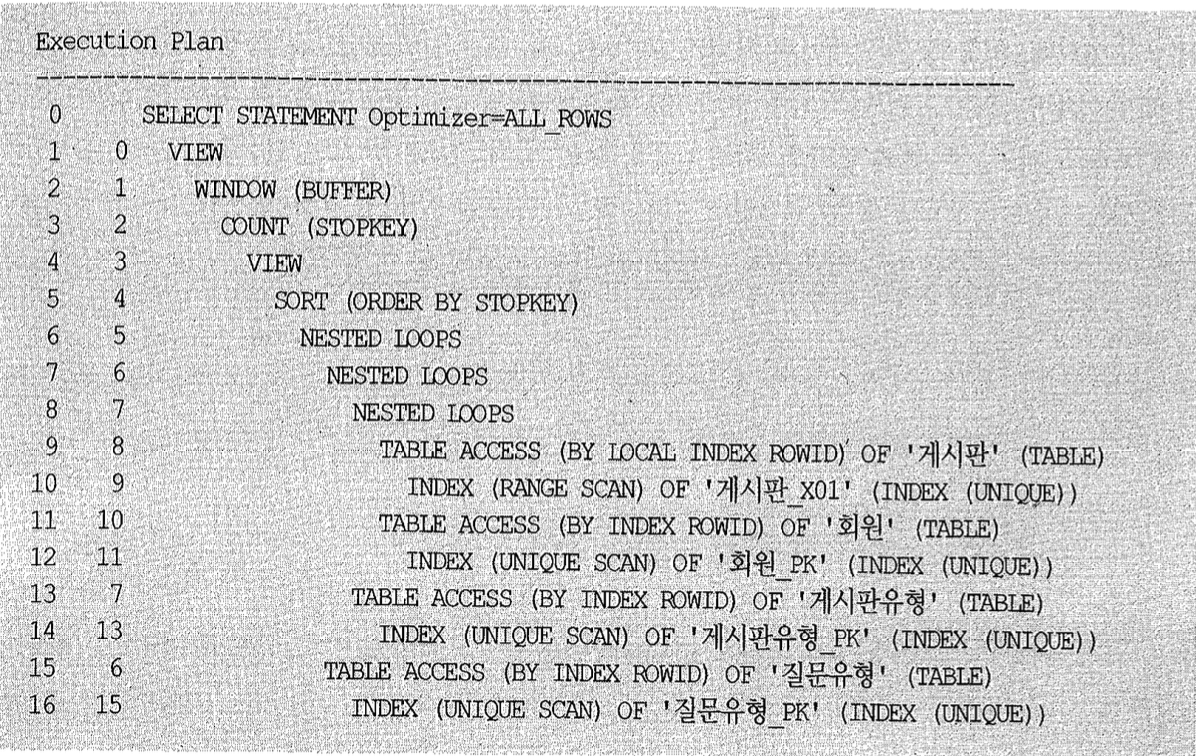 Execution Plan
--------------------------------------------------------------------------
0 SELECT STATEMENT Optimizer=ALL_ROWS
1 0 VIEW
2 1 WINDOW (BUFFER)
3 2 COUNT (STOPKEY)
4 3 VIEW
5 4 SORT (ORDER BY STOPKEY)
6 5 NESTED LOOPS
7 6 NESTED LOOPS
8 7 NESTED LOOPS
9 8 TABLE ACCESS (BY LOCAL INDEX ROWID) OF '게시판' (TABLE)
10 9 INDEX (RANGE SCAN) OF '게시판_X01' (INDEX (UNIQUE))
11 10 TABLE ACCESS (BY INDEX ROWID) OF '회원' (TABLE)
12 11 INDEX (UNIQUE SCAN) OF '회원_PK' (INDEX (UNIQUE))
13 7 TABLE ACCESS (BY INDEX ROWID) OF '게시판유형' (TABLE)
14 13 INDEX (UNIQUE SCAN) OF '게시판유형_PK' (INDEX (UNIQUE))
15 6 TABLE ACCESS (BY INDEX ROWID) OF '질문유형' (TABLE)
16 15 INDEX (UNIQUE SCAN) OF '질문유형_PK' (INDEX (UNIQUE))